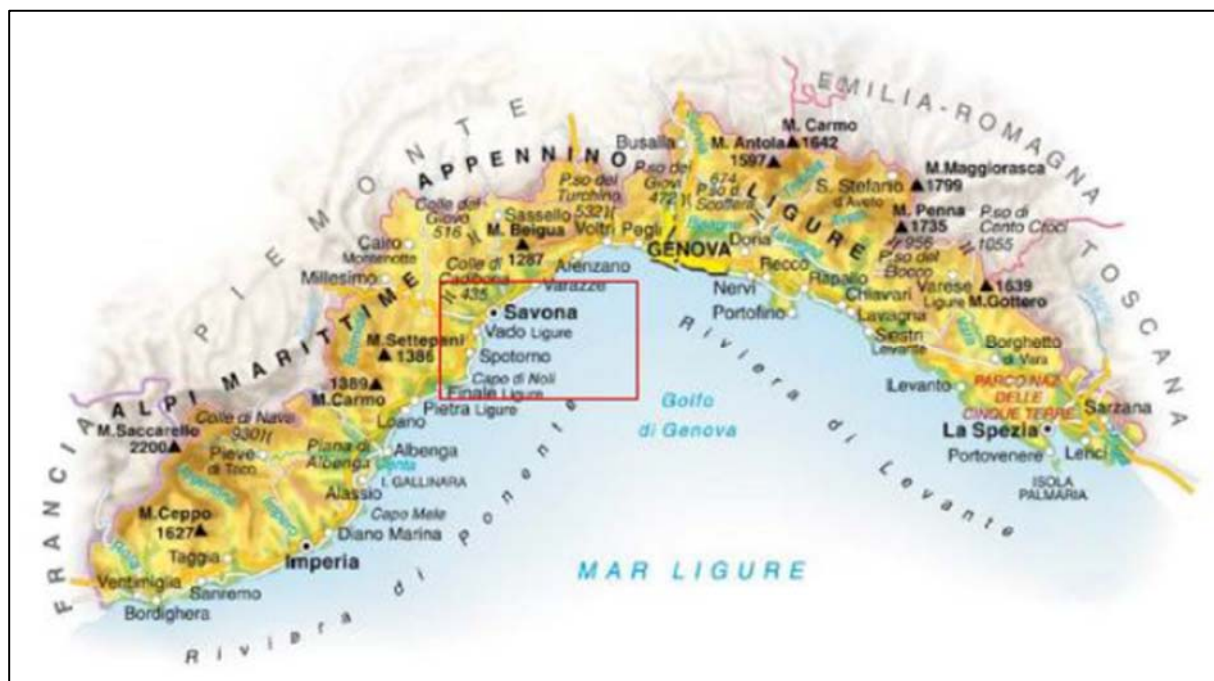 EMILIA-ROMAGNA
PIEMONTE
TOSCANA
FRANCIA
ALPI MARITTIME
APPENNINO
LIGURE
Busalla
M. Antola
1597
M. Carmo
1642
M.Maggiorasca
1799
S. Stefano
d'Aveto
M. Penna
1735
P.so di
Cento Croci
1055
P.so dei
Giovi
472
674
P.so d.
Scoffera
P.so del
Turchino
532
Colle del
Giovo
516
Sassello
M. Beigua
1287
Voltri
Pegli
GENOVA
Doria
956
P.so del
Bocco
Cairo
Montenotte
Millesimo
Colle di
Cadibona
435
Arenzano
Varazze
Recco
Nervi
Rapallo
Portofino
Chiavari
Lavagna
Varese
Ligure
1639
M.Gottero
Savona
Vado Ligure
M.Settepani
1386
Spotorno
Capo di Noli
Finale Ligure
Pietra Ligure
1389
M.Carmo
Loano
Siestri
Levante
Borghetto
di Vara
Levanto
PARCO NAZ.
DELLE
CINQUE TERRE
Sarzana
La Spezia
Portovenere
Lerici
ISOLA
PALMARIA
Golfo
di Genova
Riviera di Levante
Colle di Nava
930
M.Saccarello
2200
Pieve
di Teco
Piana di
Albenga
Albenga
I. GALLINARA
Alassio
Capo Mele
M.Ceppo
1627
Diano Marina
Taggia
Imperia
Ventimiglia
Sanremo
Bordighera
Riviera di Ponente
MAR LIGURE